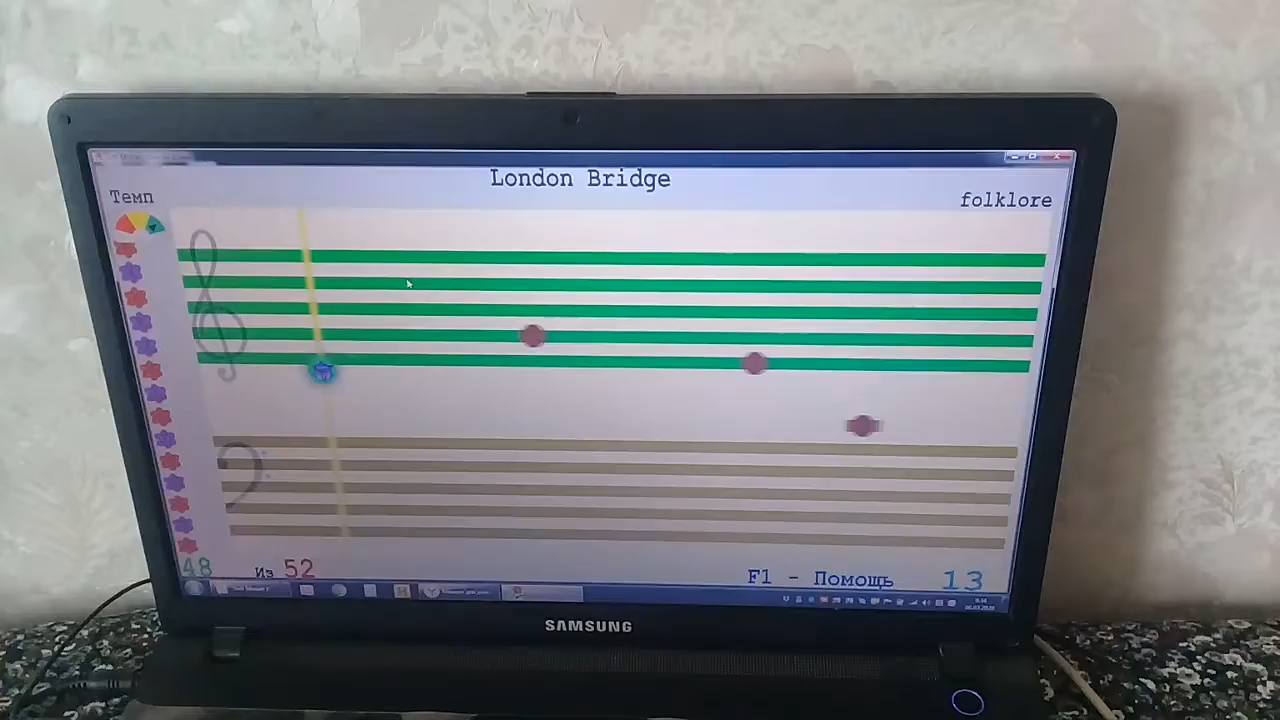 London Bridge
Темп
folklore
48 Из 52
F1 - Помощь
13
SAMSUNG